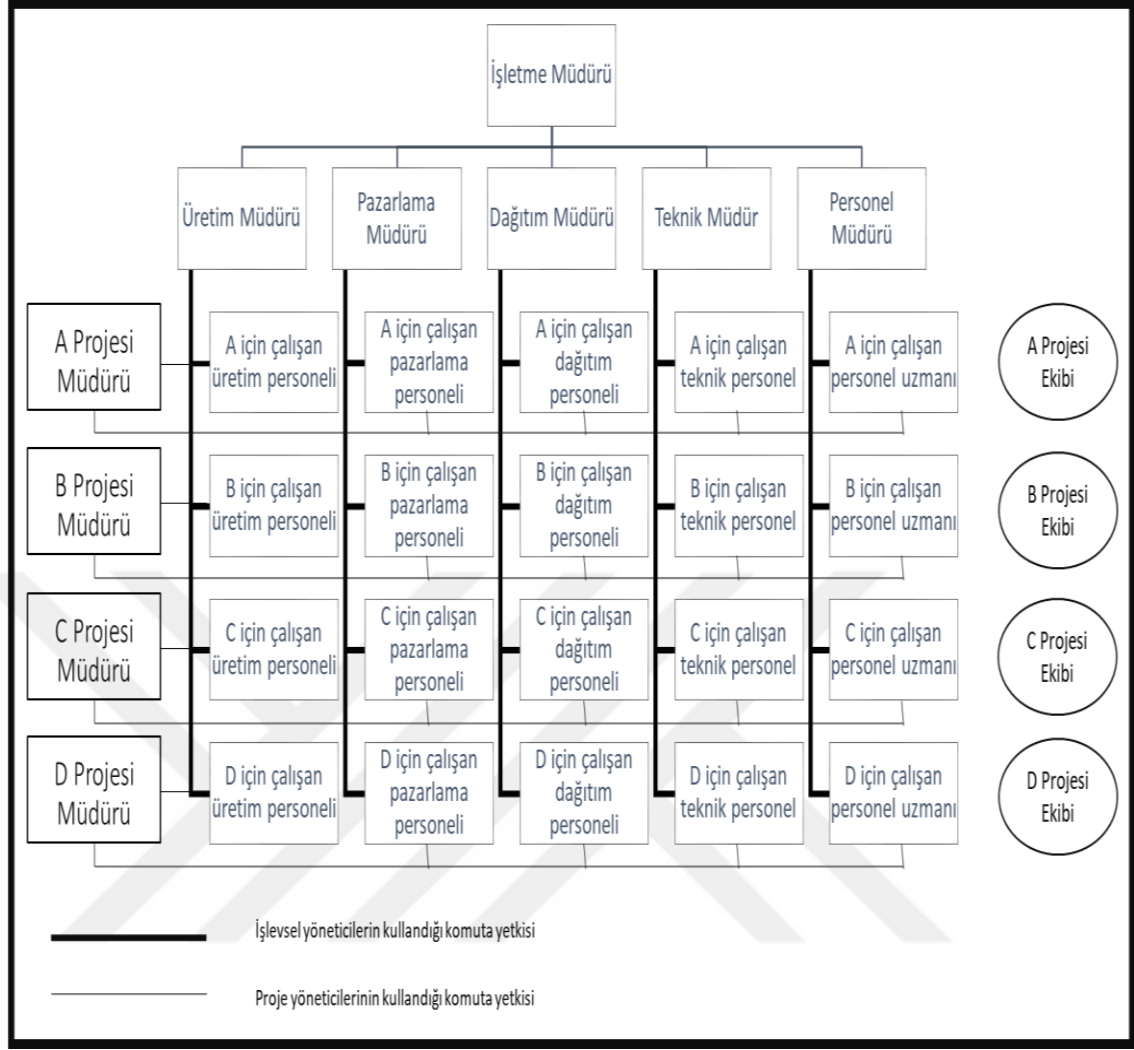 İşletme Müdürü
Üretim Müdürü
Pazarlama
Müdürü
Dağıtım Müdürü
Teknik Müdür
Personel
Müdürü
A Projesi
Müdürü
A için çalışan
üretim personeli
A için çalışan
pazarlama
personeli
A için çalışan
dağıtım
personeli
A için çalışan
teknik personel
A için çalışan
personel uzmanı
A Projesi
Ekibi
B Projesi
Müdürü
B için çalışan
üretim personeli
B için çalışan
pazarlama
personeli
B için çalışan
dağıtım
personeli
B için çalışan
teknik personel
B için çalışan
personel uzmanı
B Projesi
Ekibi
C Projesi
Müdürü
C için çalışan
üretim personeli
C için çalışan
pazarlama
personeli
C için çalışan
dağıtım
personeli
C için çalışan
teknik personel
C için çalışan
personel uzmanı
C Projesi
Ekibi
D Projesi
Müdürü
D için çalışan
üretim personeli
D için çalışan
pazarlama
personeli
D için çalışan
dağıtım
personeli
D için çalışan
teknik personel
D için çalışan
personel uzmanı
D Projesi
Ekibi
İşlevsel yöneticilerin kullandığı komuta yetkisi
Proje yöneticilerinin kullandığı komuta yetkisi